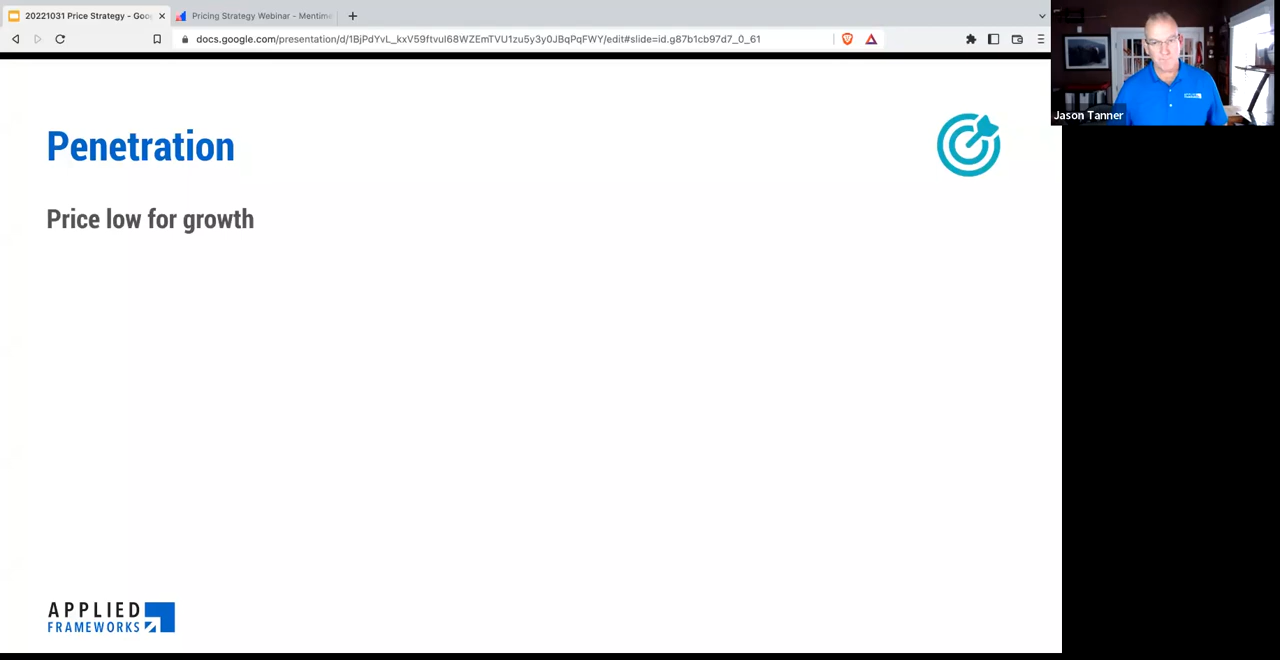 20221031 Price Strategy - Goo
Pricing Strategy Webinar - Mentime
docs.google.com/presentation/d/1BjPdYvL_kxV59ftvul68WZEmTVU1zu5y3y0JBqPqFWY/edit#slide=id.g87b1cb97d7_0_61
Jason Tanner
Penetration
Price low for growth
APPLIED
FRAMEWORKS